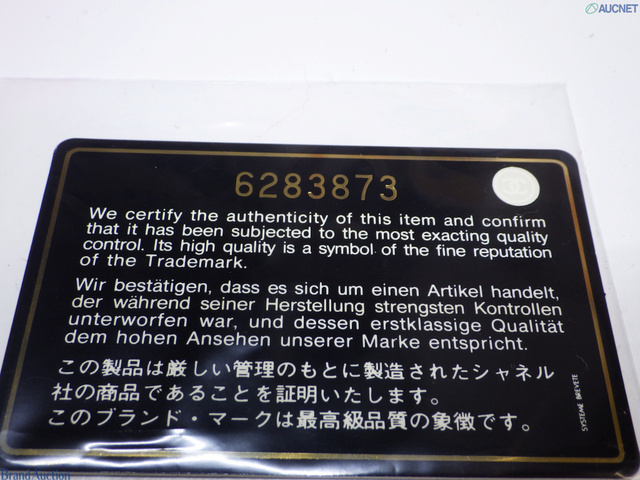 AUCNET
6283873
We certify the authenticity of this item and confirm
that it has been subjected to the most exacting quality
control. Its high quality is a symbol of the fine reputation
of the Trademark.
Wir bestätigen, dass es sich um einen Artikel handelt,
der während seiner Herstellung strengsten Kontrollen
unterworfen war, und dessen erstklassige Qualität
dem hohen Ansehen unserer Marke entspricht.
この製品は厳しい管理のもとに製造されたシャネル
社の商品であることを証明いたします。
このブランド・マークは最高級品質の象徴です。
SYSTEME BREVETE
Brand Auction